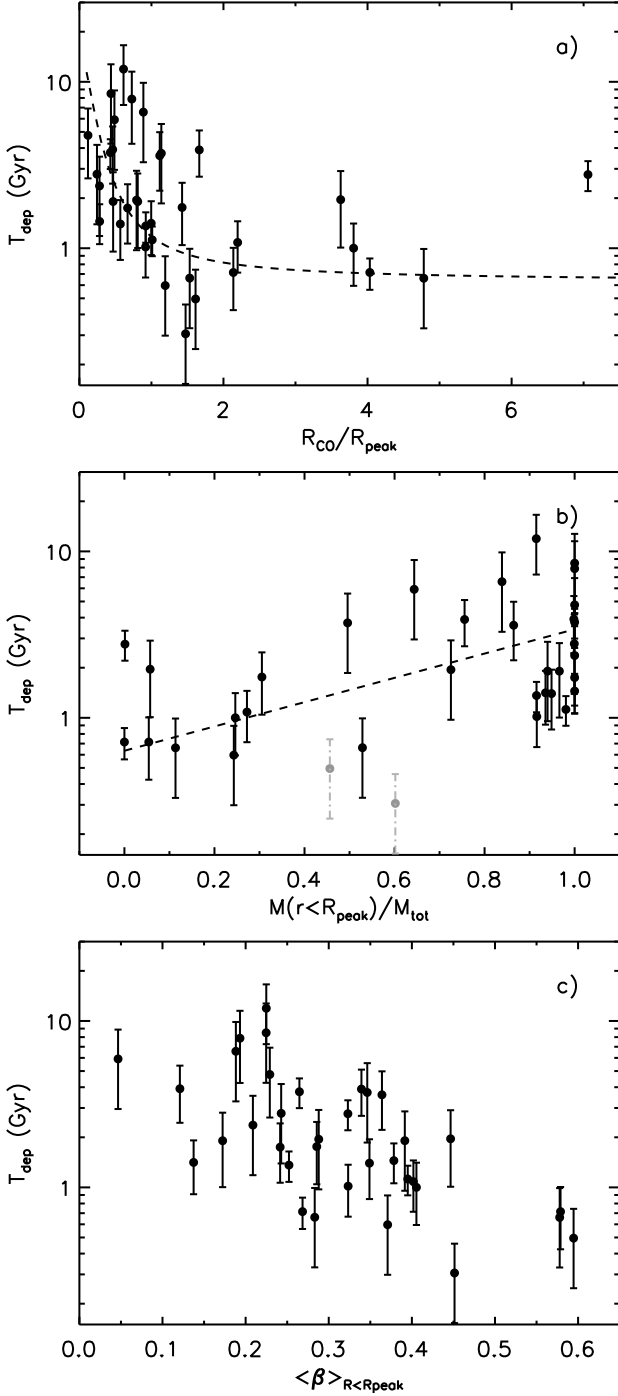 a)
10
1
T_dep (Gyr)
0 2 4 6
R_CO/R_peak
b)
10
1
T_dep (Gyr)
0.0 0.2 0.4 0.6 0.8 1.0
M(r<R_peak)/M_tot
c)
10
1
T_dep (Gyr)
0.0 0.1 0.2 0.3 0.4 0.5 0.6
<β>_R<Rpeak